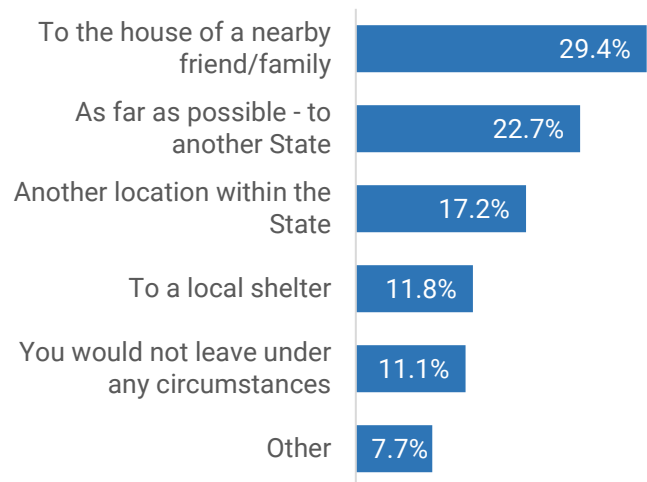 To the house of a nearby
friend/family
29.4%
As far as possible - to
another State
22.7%
Another location within the
State
17.2%
To a local shelter
11.8%
You would not leave under
any circumstances
11.1%
Other
7.7%